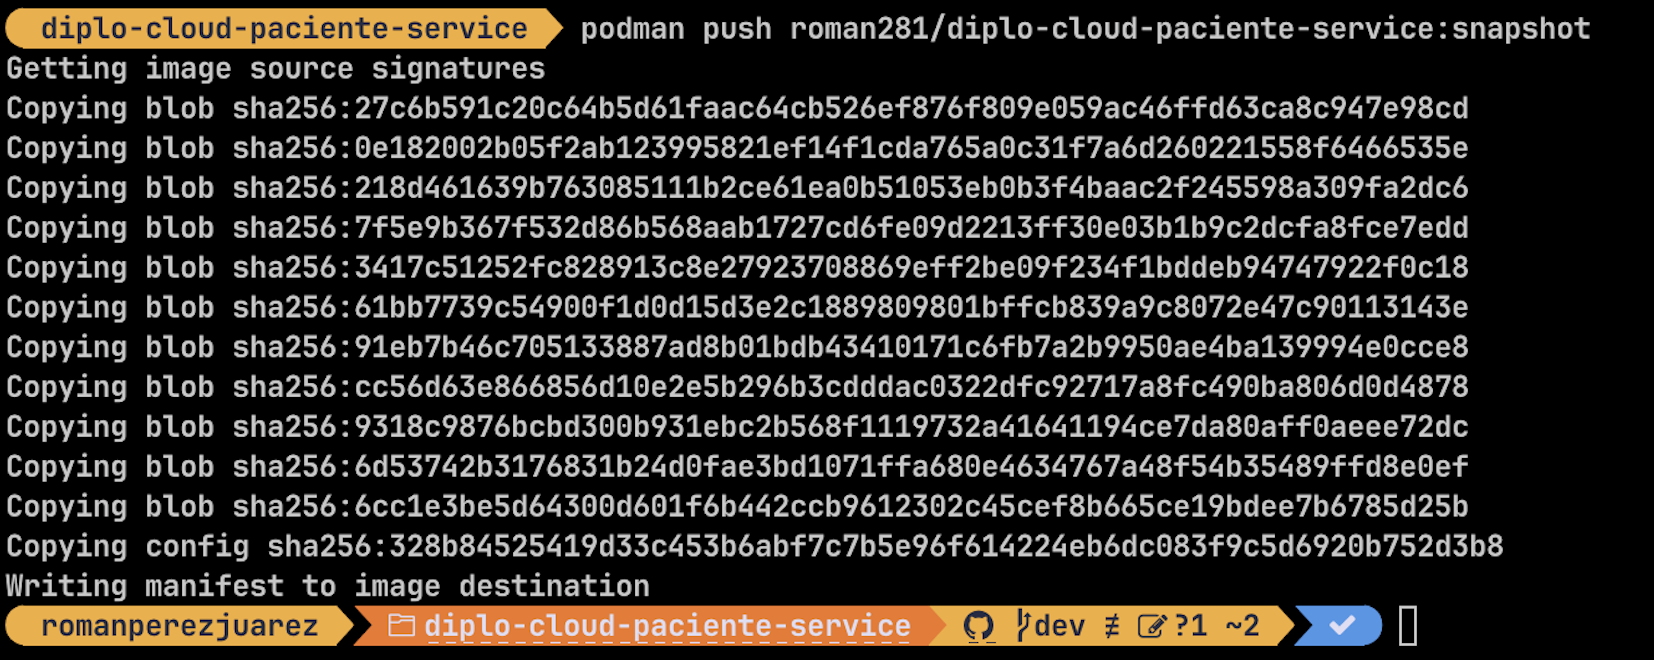 diplo-cloud-paciente-service podman push roman281/diplo-cloud-paciente-service:snapshot
Getting image source signatures
Copying blob sha256:27c6b591c20c64b5d61faac64cb526ef876f809e059ac46ffd63ca8c947e98cd
Copying blob sha256:0e182002b05f2ab123995821ef14f1cda765a0c31f7a6d260221558f6466535e
Copying blob sha256:218d461639b763085111b2ce61ea0b51053eb0b3f4baac2f245598a309fa2dc6
Copying blob sha256:7f5e9b367f532d86b568aab1727cd6fe09d2213ff30e03b1b9c2dcfa8fce7edd
Copying blob sha256:3417c51252fc828913c8e27923708869eff2be09f234f1bddeb94747922f0c18
Copying blob sha256:61bb7739c54900f1d0d15d3e2c1889809801bffcb839a9c8072e47c90113143e
Copying blob sha256:91eb7b46c705133887ad8b01bdb43410171c6fb7a2b9950ae4ba139994e0cce8
Copying blob sha256:cc56d63e866856d10e2e5b296b3cdddac0322dfc92717a8fc490ba806d0d4878
Copying blob sha256:9318c9876bcbd300b931ebc2b568f1119732a41641194ce7da80aff0aeee72dc
Copying blob sha256:6d53742b3176831b24d0fae3bd1071ffa680e4634767a48f54b35489ffd8e0ef
Copying blob sha256:6cc1e3be5d64300d601f6b442ccb9612302c45cef8b665ce19bdee7b6785d25b
Copying config sha256:328b84525419d33c453b6abf7c7b5e96f614224eb6dc083f9c5d6920b752d3b8
Writing manifest to image destination
romanperezjuarez diplo-cloud-paciente-service dev ≢ ?1 ~2